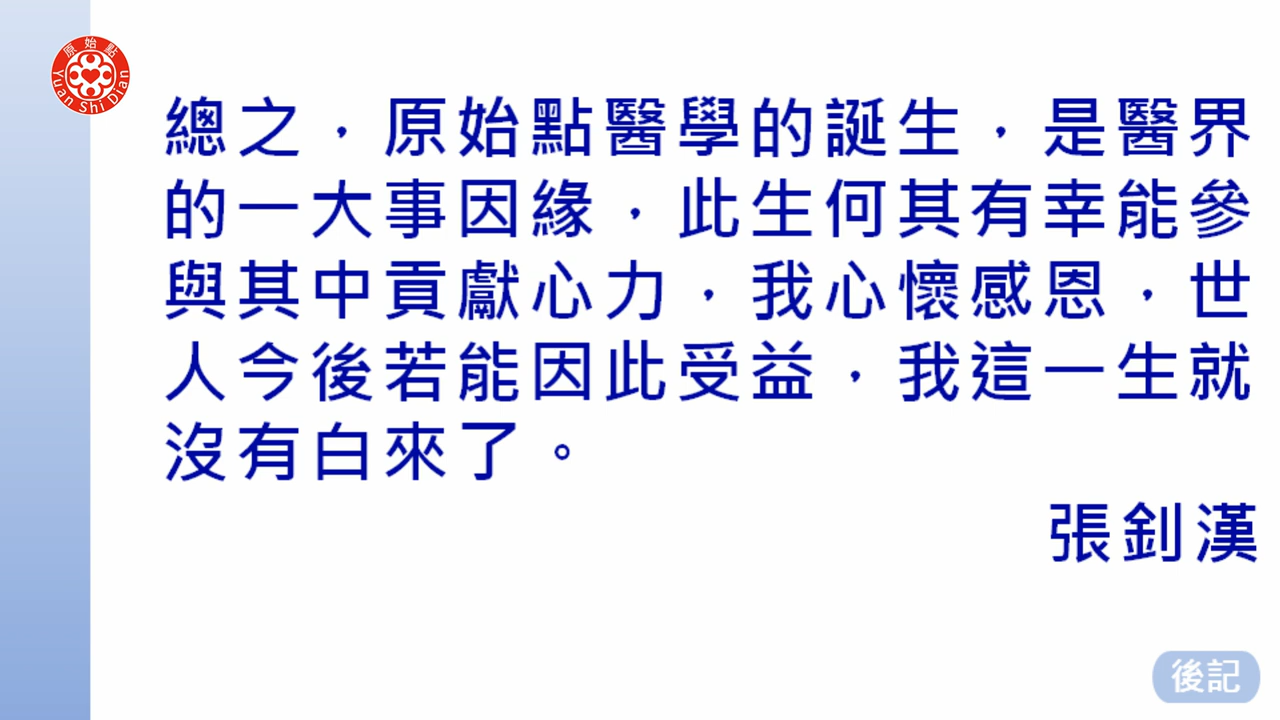 原始點
Yuan Shi Dian
總之，原始點醫學的誕生，是醫界
的一大事因緣，此生何其有幸能參
與其中貢獻心力，我心懷感恩，世
人今後若能因此受益，我這一生就
沒有白來了。
張釗漢
後記